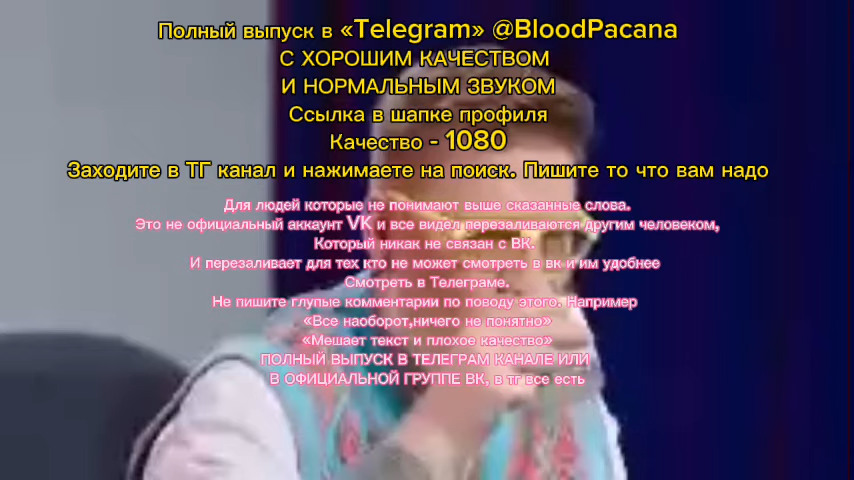 Полный выпуск в «Telegram» @BloodPacana
С ХОРОШИМ КАЧЕСТВОМ
И НОРМАЛЬНЫМ ЗВУКОМ
Ссылка в шапке профиля
Качество - 1080
Заходите в ТГ канал и нажимаете на поиск. Пишите то что вам надо
Для людей которые не понимают выше сказанные слова.
Это не официальный аккаунт VK и все видел перезаливаются другим человеком,
Который никак не связан с ВК.
И перезаливает для тех кто не может смотреть в вк и им удобнее
Смотреть в Телеграме.
Не пишите глупые комментарии по поводу этого. Например
«Все наоборот,ничего не понятно»
«Мешает текст и плохое качество»
ПОЛНЫЙ ВЫПУСК В ТЕЛЕГРАМ КАНАЛЕ ИЛИ
В ОФИЦИАЛЬНОЙ ГРУППЕ ВК, в тг все есть